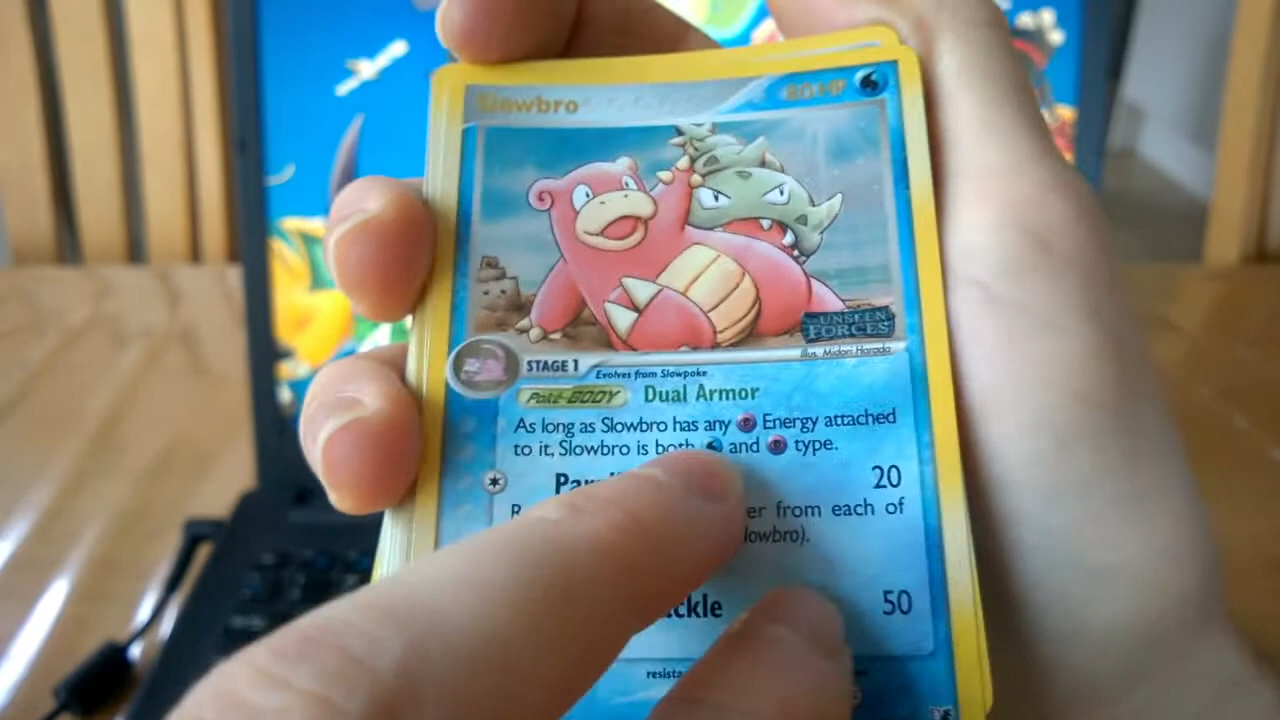 Slowbro 80 HP
UNSEEN
FORCES
Illus. Midori Harada
STAGE 1 Evolves from Slowpoke
Poké-BODY Dual Armor
As long as Slowbro has any Energy attached
to it, Slowbro is both and type.
20
er from each of
lowbro).
ckle 50
resista